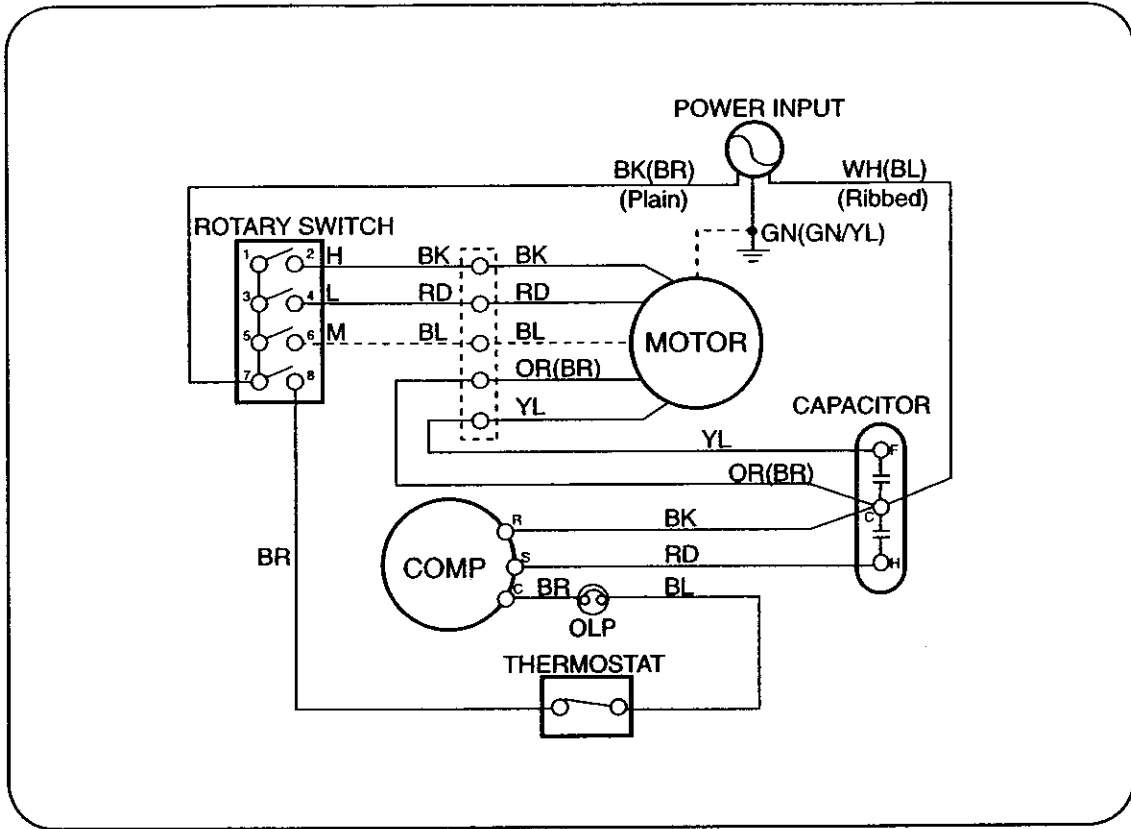 POWER INPUT
BK(BR)
WH(BL)
(Plain)
(Ribbed)
ROTARY SWITCH
GN(GN/YL)
1 2 H BK BK
3 4 L RD RD
5 6 M BL BL
MOTOR
7 8
OR(BR)
YL
CAPACITOR
YL
F
OR(BR)
C
R BK
BR
COMP
S RD
H
C BR BL
OLP
THERMOSTAT